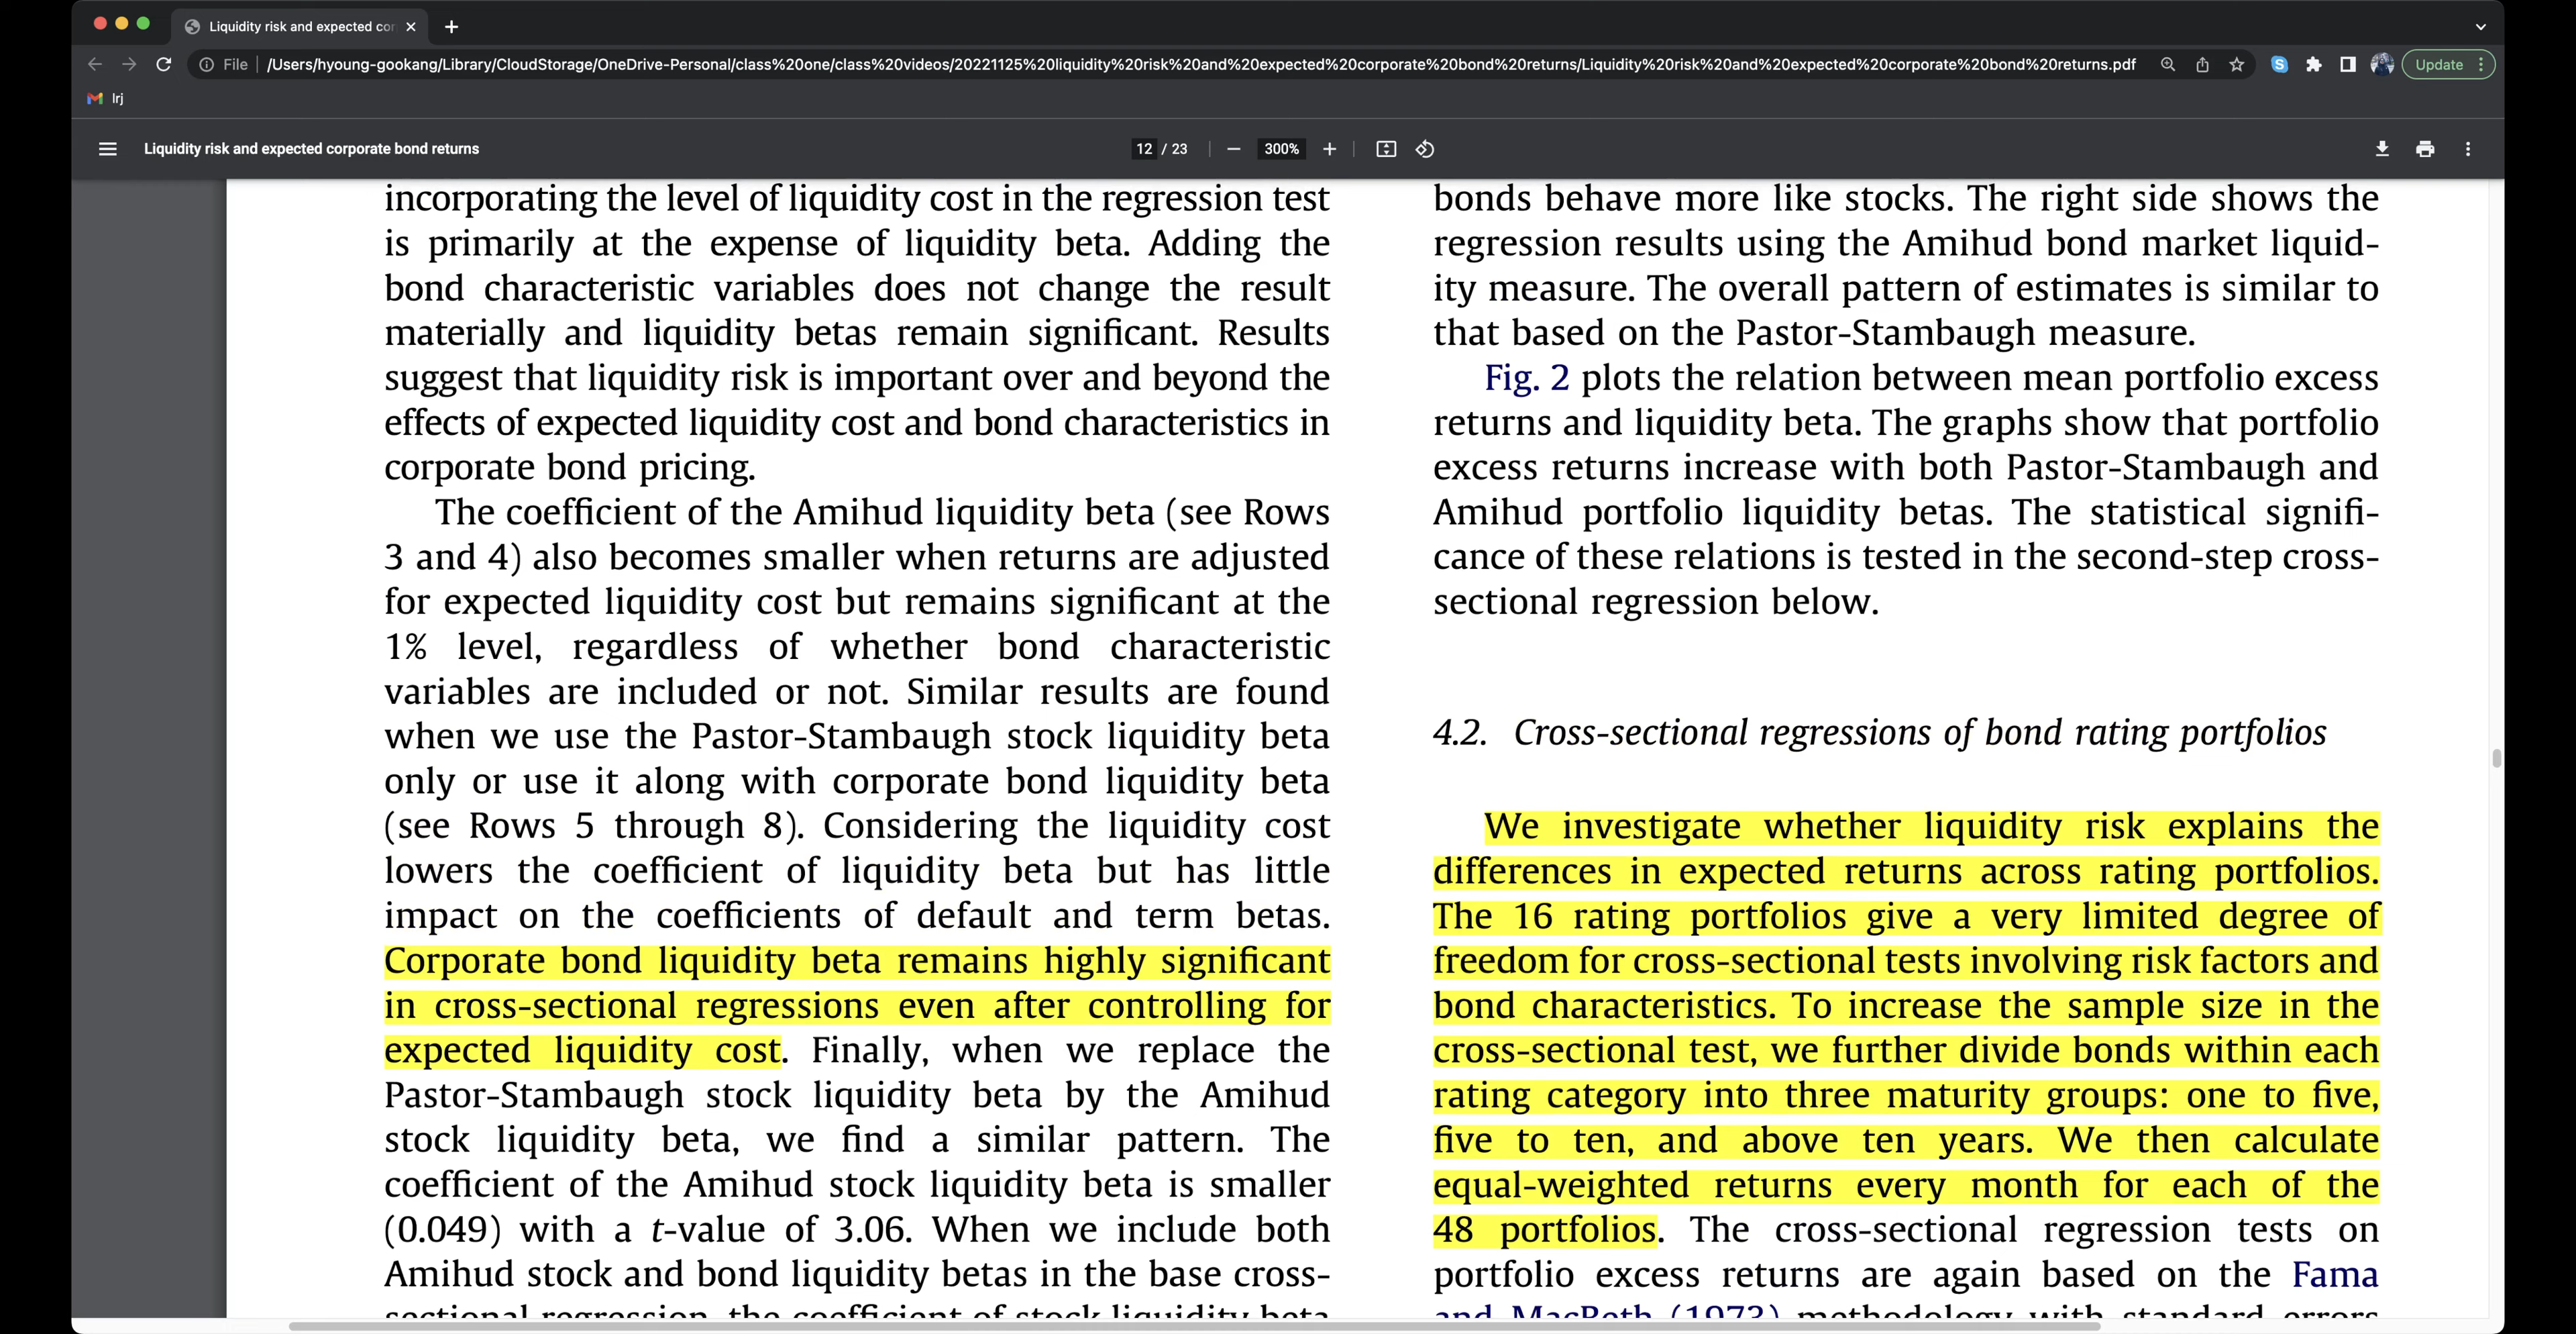 Liquidity risk and expected cor
File
/Users/hyoung-gookang/Library/CloudStorage/OneDrive-Personal/class%20one/class%20videos/20221125%20liquidity%20risk%20and%20expected%20corporate%20bond%20returns/Liquidity%20risk%20and%20expected%20corporate%20bond%20returns.pdf
Update
lrj
Liquidity risk and expected corporate bond returns
12 / 23
300%
incorporating the level of liquidity cost in the regression test
is primarily at the expense of liquidity beta. Adding the
bond characteristic variables does not change the result
materially and liquidity betas remain significant. Results
suggest that liquidity risk is important over and beyond the
effects of expected liquidity cost and bond characteristics in
corporate bond pricing.
The coefficient of the Amihud liquidity beta (see Rows
3 and 4) also becomes smaller when returns are adjusted
for expected liquidity cost but remains significant at the
1% level, regardless of whether bond characteristic
variables are included or not. Similar results are found
when we use the Pastor-Stambaugh stock liquidity beta
only or use it along with corporate bond liquidity beta
(see Rows 5 through 8). Considering the liquidity cost
lowers the coefficient of liquidity beta but has little
impact on the coefficients of default and term betas.
Corporate bond liquidity beta remains highly significant
in cross-sectional regressions even after controlling for
expected liquidity cost. Finally, when we replace the
Pastor-Stambaugh stock liquidity beta by the Amihud
stock liquidity beta, we find a similar pattern. The
coefficient of the Amihud stock liquidity beta is smaller
(0.049) with a t-value of 3.06. When we include both
Amihud stock and bond liquidity betas in the base cross-
sectional regression, the coefficient of stock liquidity beta
bonds behave more like stocks. The right side shows the
regression results using the Amihud bond market liquid-
ity measure. The overall pattern of estimates is similar to
that based on the Pastor-Stambaugh measure.
Fig. 2 plots the relation between mean portfolio excess
returns and liquidity beta. The graphs show that portfolio
excess returns increase with both Pastor-Stambaugh and
Amihud portfolio liquidity betas. The statistical signifi-
cance of these relations is tested in the second-step cross-
sectional regression below.
4.2. Cross-sectional regressions of bond rating portfolios
We investigate whether liquidity risk explains the
differences in expected returns across rating portfolios.
The 16 rating portfolios give a very limited degree of
freedom for cross-sectional tests involving risk factors and
bond characteristics. To increase the sample size in the
cross-sectional test, we further divide bonds within each
rating category into three maturity groups: one to five,
five to ten, and above ten years. We then calculate
equal-weighted returns every month for each of the
48 portfolios. The cross-sectional regression tests on
portfolio excess returns are again based on the Fama
and MacBeth (1973) methodology with standard errors